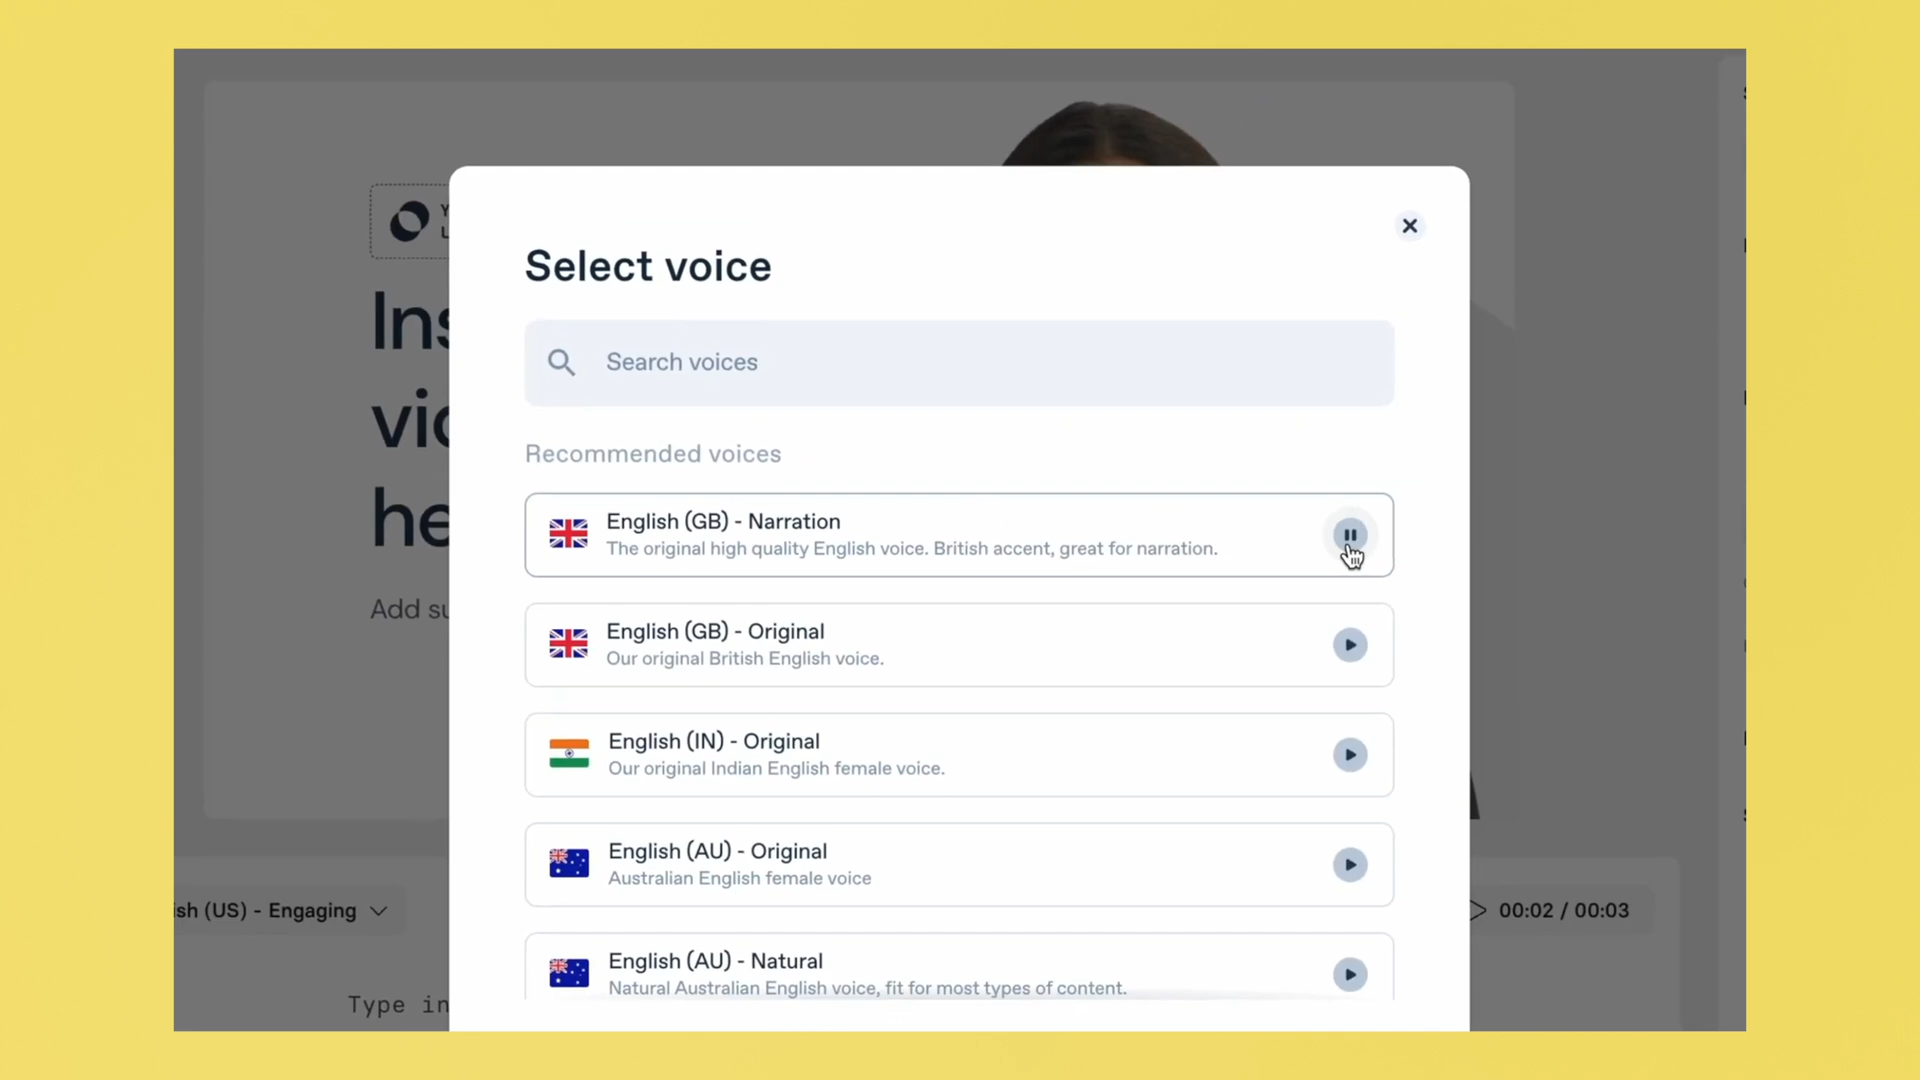 Select voice
Search voices
Recommended voices
English (GB) - Narration
The original high quality English voice. British accent, great for narration.
English (GB) - Original
Our original British English voice.
English (IN) - Original
Our original Indian English female voice.
English (AU) - Original
Australian English female voice
(US) - Engaging
00:02 / 00:03
English (AU) - Natural
Natural Australian English voice, fit for most types of content.
Add
Type in